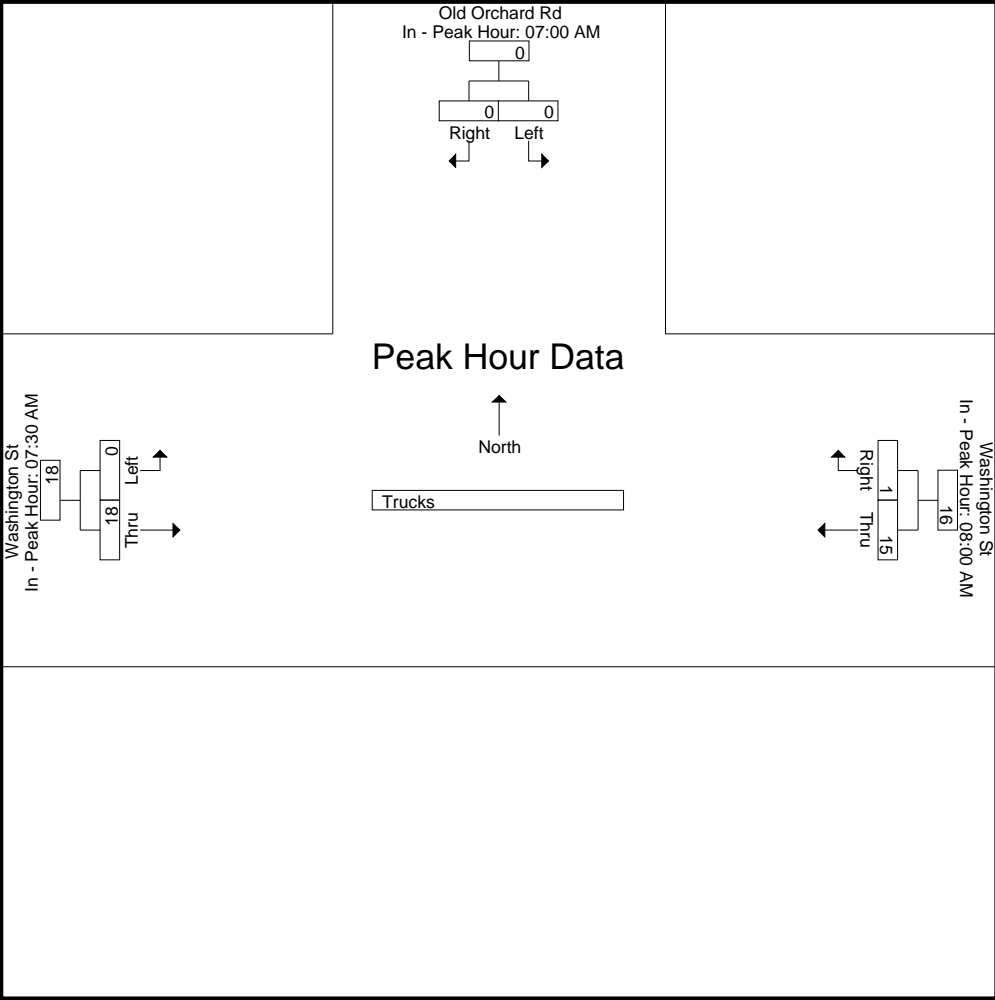 Old Orchard Rd
In - Peak Hour: 07:00 AM
0
0 0
Right Left
Peak Hour Data
North
Trucks
Washington St
In - Peak Hour: 07:30 AM
18
0 18
Left Thru
Washington St
In - Peak Hour: 08:00 AM
16
1 15
Right Thru